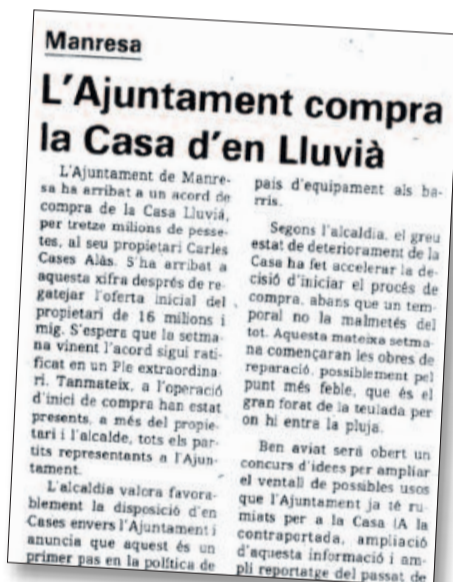 Manresa
L'Ajuntament compra
la Casa d'en Lluvià
L'Ajuntament de Manre-
sa ha arribat a un acord de
compra de la Casa Lluvià,
per tretze milions de pesse-
tes, al seu propietari Carles
Cases Alàs. S'ha arribat a
aquesta xifra després de re-
gatejar l'oferta inicial del
propietari de 16 milions i
mig. S'espera que la setma-
na vinent l'acord sigui rati-
ficat en un Ple extraordina-
ri. Tanmateix, a l'operació
d'inici de compra han estat
presents, a més del propie-
tari i l'alcalde, tots els par-
tits representants a l'Ajun-
tament.
L'alcaldia valora favora-
blement la disposició d'en
Cases envers l'Ajuntament i
anuncia que aquest és un
primer pas en la política de
pais d'equipament als ba-
rris.
Segons l'alcaldia, el greu
estat de deteriorament de la
Casa ha fet accelerar la de-
cisió d'iniciar el procés de
compra, abans que un tem-
poral no la malmetés del
tot. Aquesta mateixa setma-
na començaran les obres de
reparació, possiblement pel
punt més feble, que és el
gran forat de la teulada per
on hi entra la pluja.
Ben aviat serà obert un
concurs d'idees per ampliar
el ventall de possibles usos
que l'Ajuntament ja té ru-
miats per a la Casa (A la
contraportada, ampliació
d'aquesta informació i am-
pli reportatge del passat de